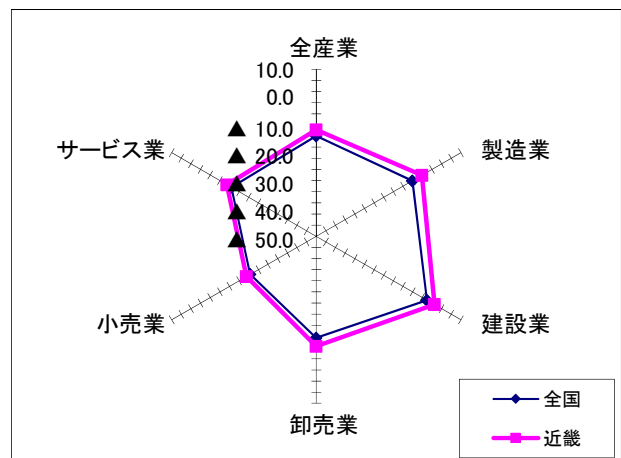 全産業
10.0
0.0
▲ 10.0
▲ 20.0
▲ 30.0
▲ 40.0
▲ 50.0
製造業
建設業
卸売業
小売業
サービス業
全国
近畿